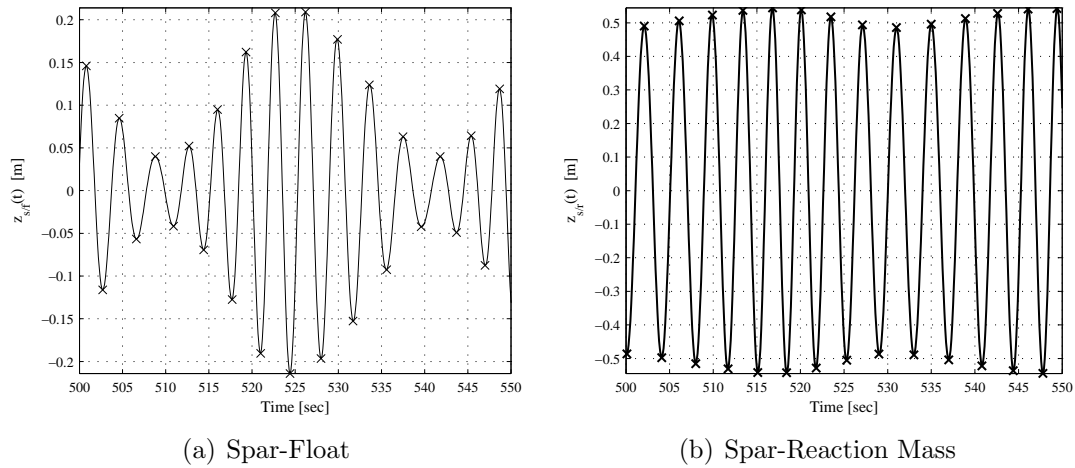 0.2
0.15
0.1
0.05
0
−0.05
−0.1
−0.15
−0.2
z s/f (t) [m]
500 505 510 515 520 525 530 535 540 545 550
Time [sec]
(a) Spar-Float
0.5
0.4
0.3
0.2
0.1
0
−0.1
−0.2
−0.3
−0.4
−0.5
z s/r (t) [m]
500 505 510 515 520 525 530 535 540 545 550
Time [sec]
(b) Spar-Reaction Mass